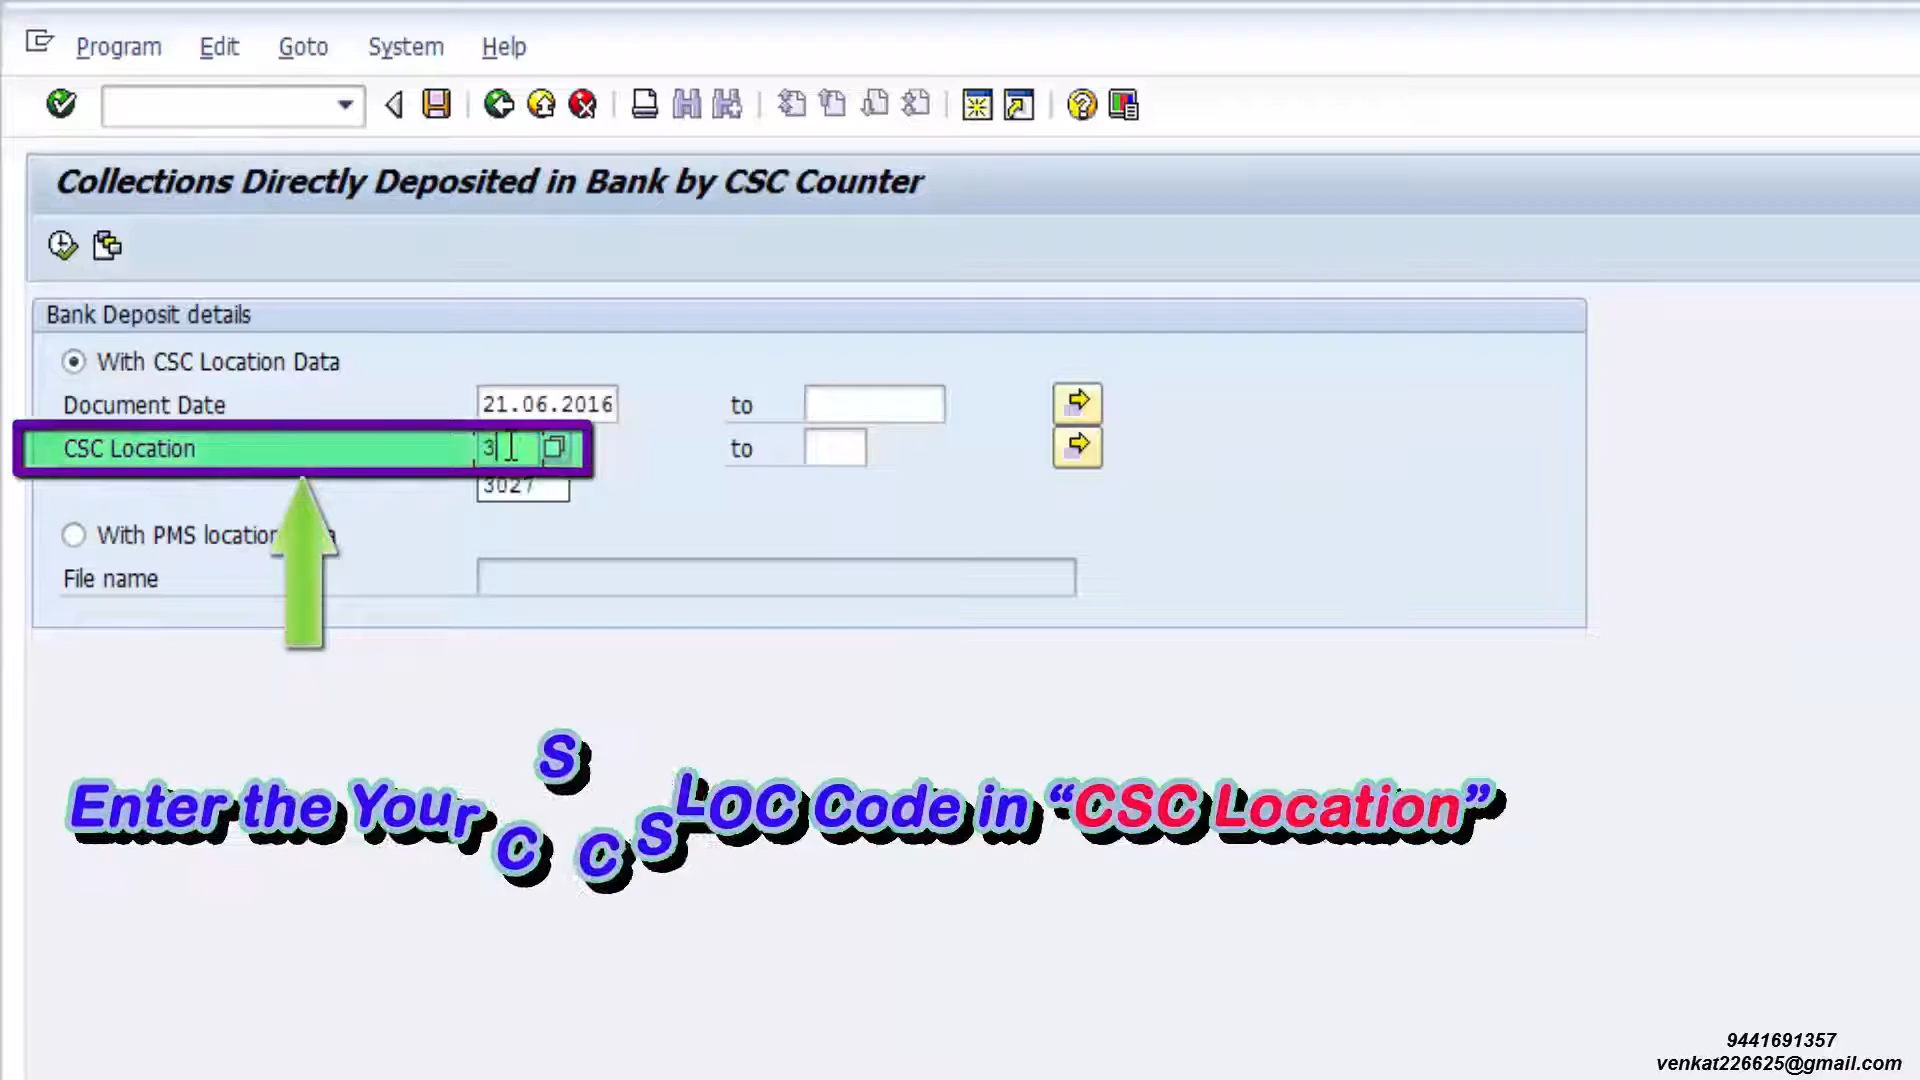 Program Edit Goto System Help
Collections Directly Deposited in Bank by CSC Counter
Bank Deposit details
With CSC Location Data
Document Date 21.06.2016 to
CSC Location 3 to
3027
With PMS location
File name
Enter the Your CSCSLOC Code in “CSC Location”
9441691357
venkat226625@gmail.com